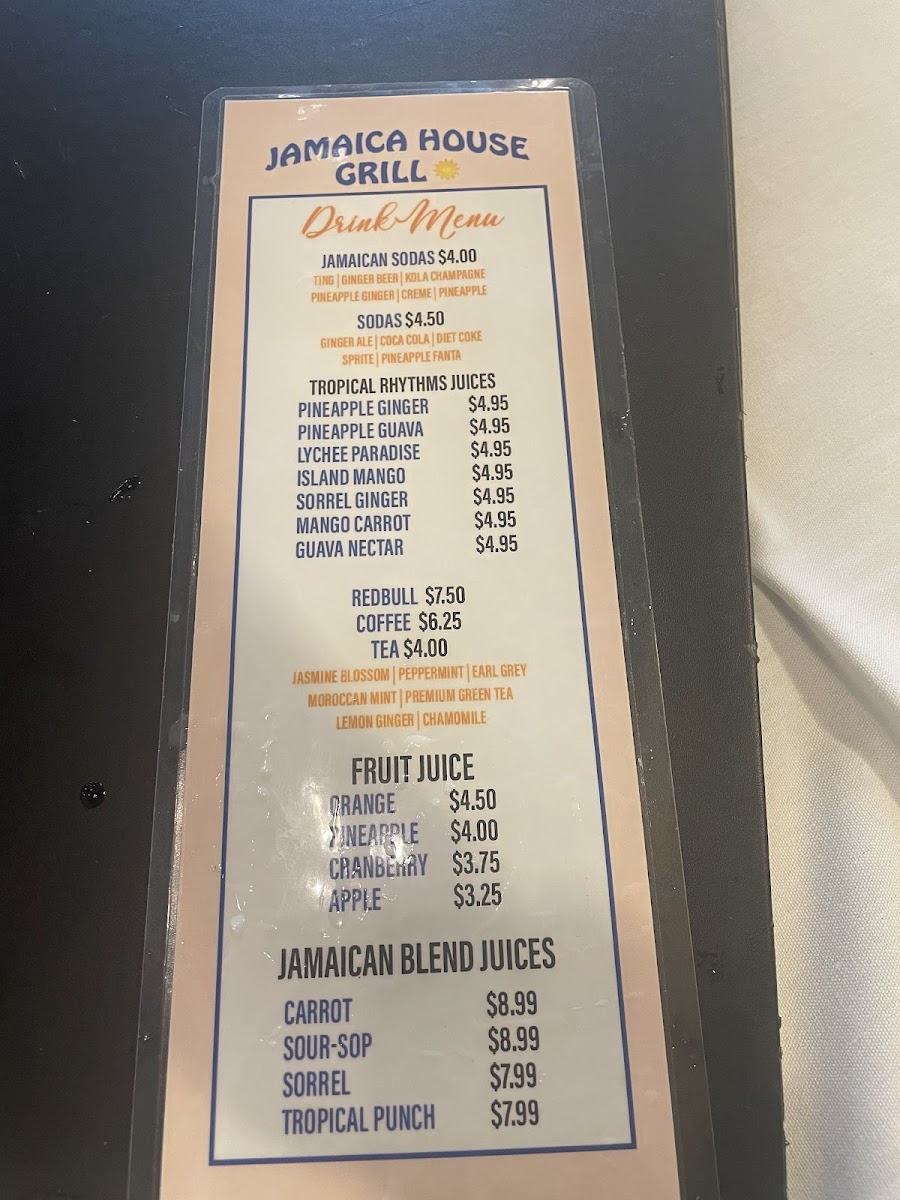 JAMAICA HOUSE
GRILL
Drink Menu
JAMAICAN SODAS $4.00
TING | GINGER BEER | KOLA CHAMPAGNE
PINEAPPLE GINGER | CREME | PINEAPPLE
SODAS $4.50
GINGER ALE | COCA COLA | DIET COKE
SPRITE | PINEAPPLE FANTA
TROPICAL RHYTHMS JUICES
PINEAPPLE GINGER $4.95
PINEAPPLE GUAVA $4.95
LYCHEE PARADISE $4.95
ISLAND MANGO $4.95
SORREL GINGER $4.95
MANGO CARROT $4.95
GUAVA NECTAR $4.95
REDBULL $7.50
COFFEE $6.25
TEA $4.00
JASMINE BLOSSOM | PEPPERMINT | EARL GREY
MOROCCAN MINT | PREMIUM GREEN TEA
LEMON GINGER | CHAMOMILE
FRUIT JUICE
ORANGE $4.50
PINEAPPLE $4.00
CRANBERRY $3.75
APPLE $3.25
JAMAICAN BLEND JUICES
CARROT $8.99
SOUR-SOP $8.99
SORREL $7.99
TROPICAL PUNCH $7.99